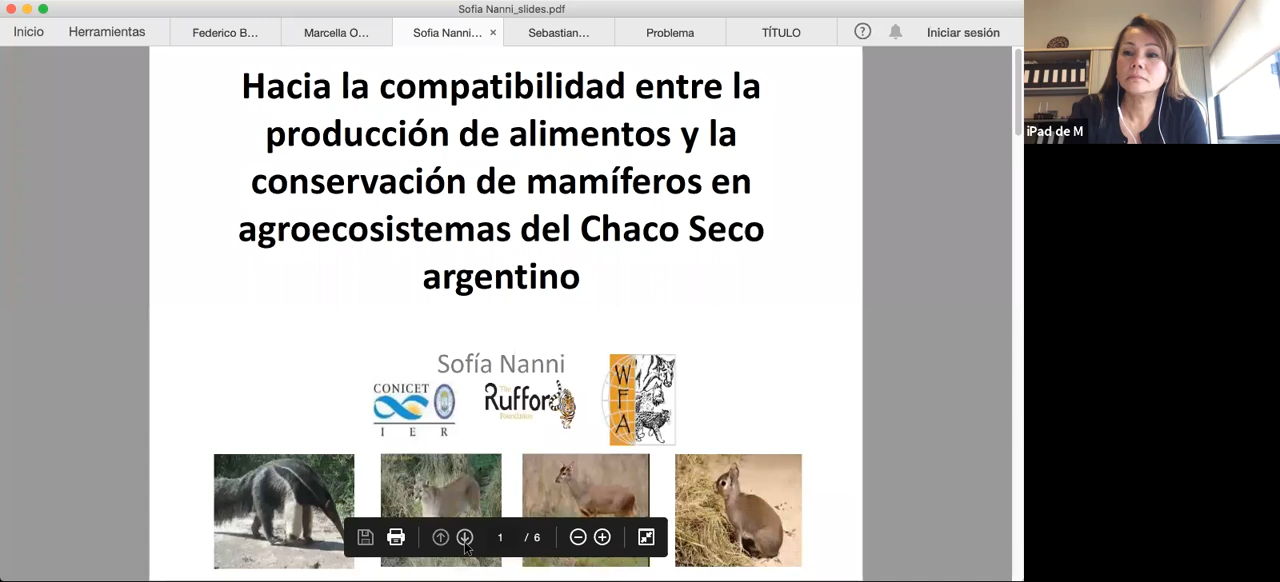 Sofia Nanni_slides.pdf
Inicio
Herramientas
Federico B...
Marcella O...
Sofia Nanni...
Sebastian...
Problema
TÍTULO
Iniciar sesión
Hacia la compatibilidad entre la
producción de alimentos y la
conservación de mamíferos en
agroecosistemas del Chaco Seco
argentino
iPad de M
Sofía Nanni
CONICET
I E R
The
Rufford
Foundation
W
F
A
1 / 6